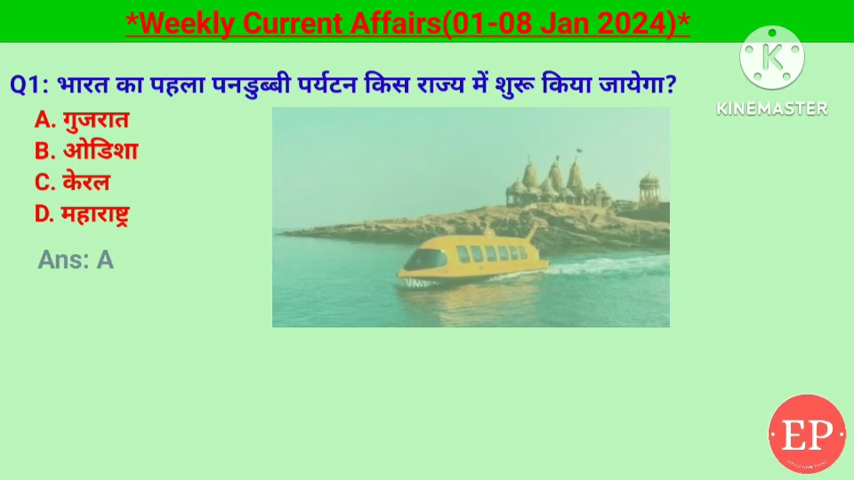 *Weekly Current Affairs(01-08 Jan 2024)*
Q1: भारत का पहला पनडुब्बी पर्यटन किस राज्य में शुरू किया जायेगा?
A. गुजरात
B. ओडिशा
C. केरल
D. महाराष्ट्र
Ans: A
K
KINEMASTER
EP